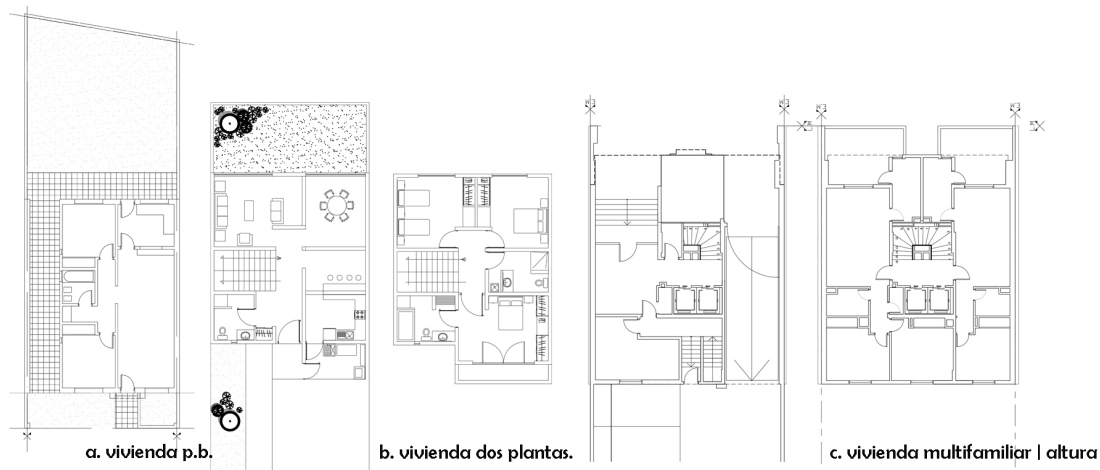 a. vivienda p.b.
b. vivienda dos plantas.
c. vivienda multifamiliar | altura